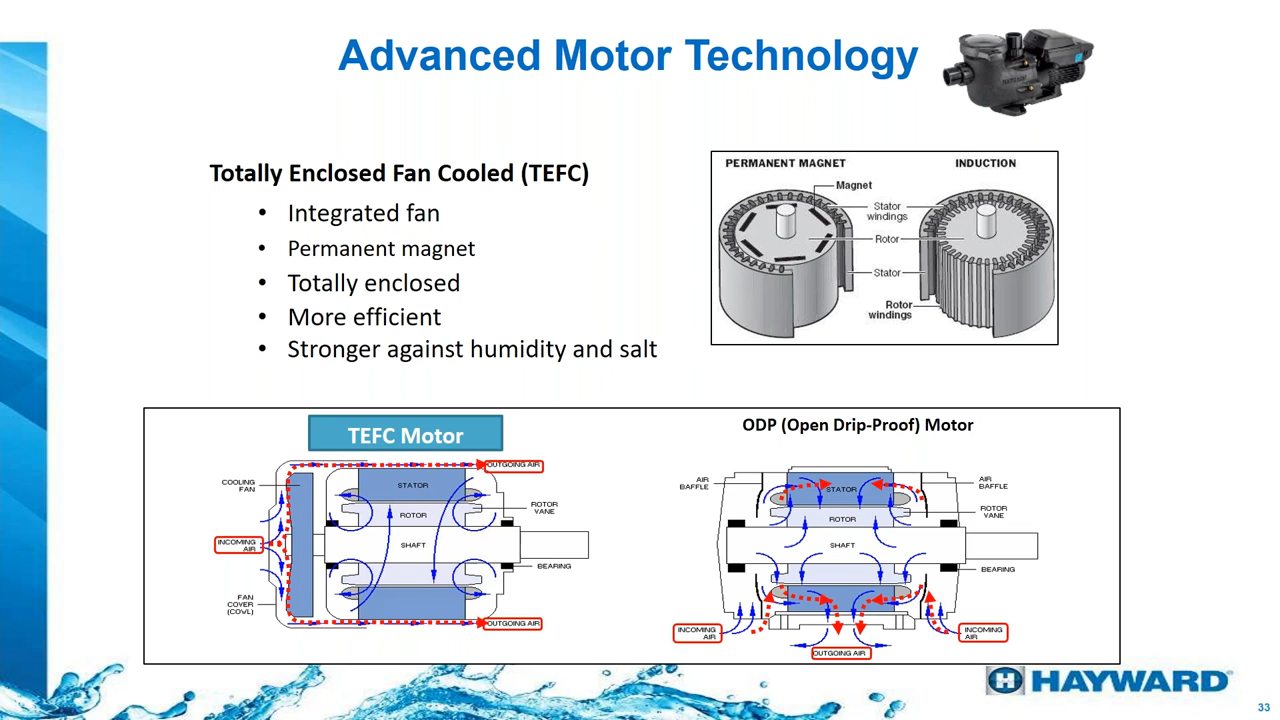 Advanced Motor Technology
Totally Enclosed Fan Cooled (TEFC)
• Integrated fan
• Permanent magnet
• Totally enclosed
• More efficient
• Stronger against humidity and salt
PERMANENT MAGNET
INDUCTION
Magnet
Stator
windings
Rotor
Stator
Rotor
windings
TEFC Motor
COOLING
FAN
OUTGOING AIR
STATOR
ROTOR
VANE
ROTOR
INCOMING
AIR
SHAFT
BEARING
FAN
COVER
(COVL)
OUTGOING AIR
ODP (Open Drip-Proof) Motor
AIR
BAFFLE
AIR
BAFFLE
STATOR
ROTOR
VANE
ROTOR
SHAFT
BEARING
INCOMING
AIR
INCOMING
AIR
OUTGOING AIR
HAYWARD
33